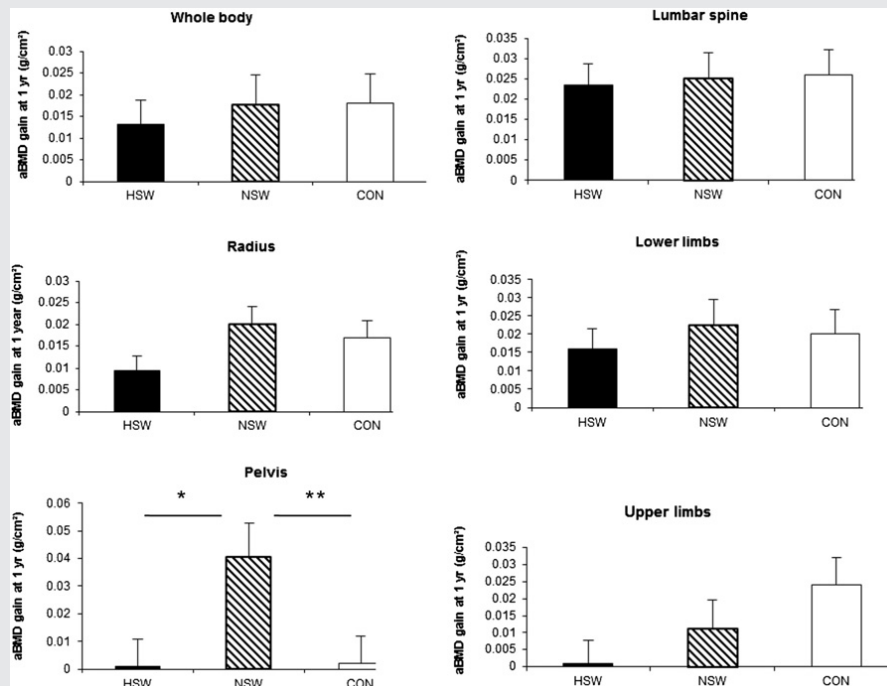 Whole body
aBMD gain at 1 yr (g/cm²)
0.03
0.025
0.02
0.015
0.01
0.005
0
HSW NSW CON
Lumbar spine
aBMD gain at 1 yr (g/cm²)
0.035
0.03
0.025
0.02
0.015
0.01
0.005
0
HSW NSW CON
Radius
aBMD gain at 1 year (g/cm²)
0.03
0.025
0.02
0.015
0.01
0.005
0
HSW NSW CON
Lower limbs
aBMD gain at 1 yr (g/cm²)
0.035
0.03
0.025
0.02
0.015
0.01
0.005
0
HSW NSW CON
Pelvis
aBMD gain at 1 yr (g/cm²)
0.06
0.05
0.04
0.03
0.02
0.01
0
* **
HSW NSW CON
Upper limbs
aBMD gain at 1 yr (g/cm²)
0.035
0.03
0.025
0.02
0.015
0.01
0.005
0
HSW NSW CON